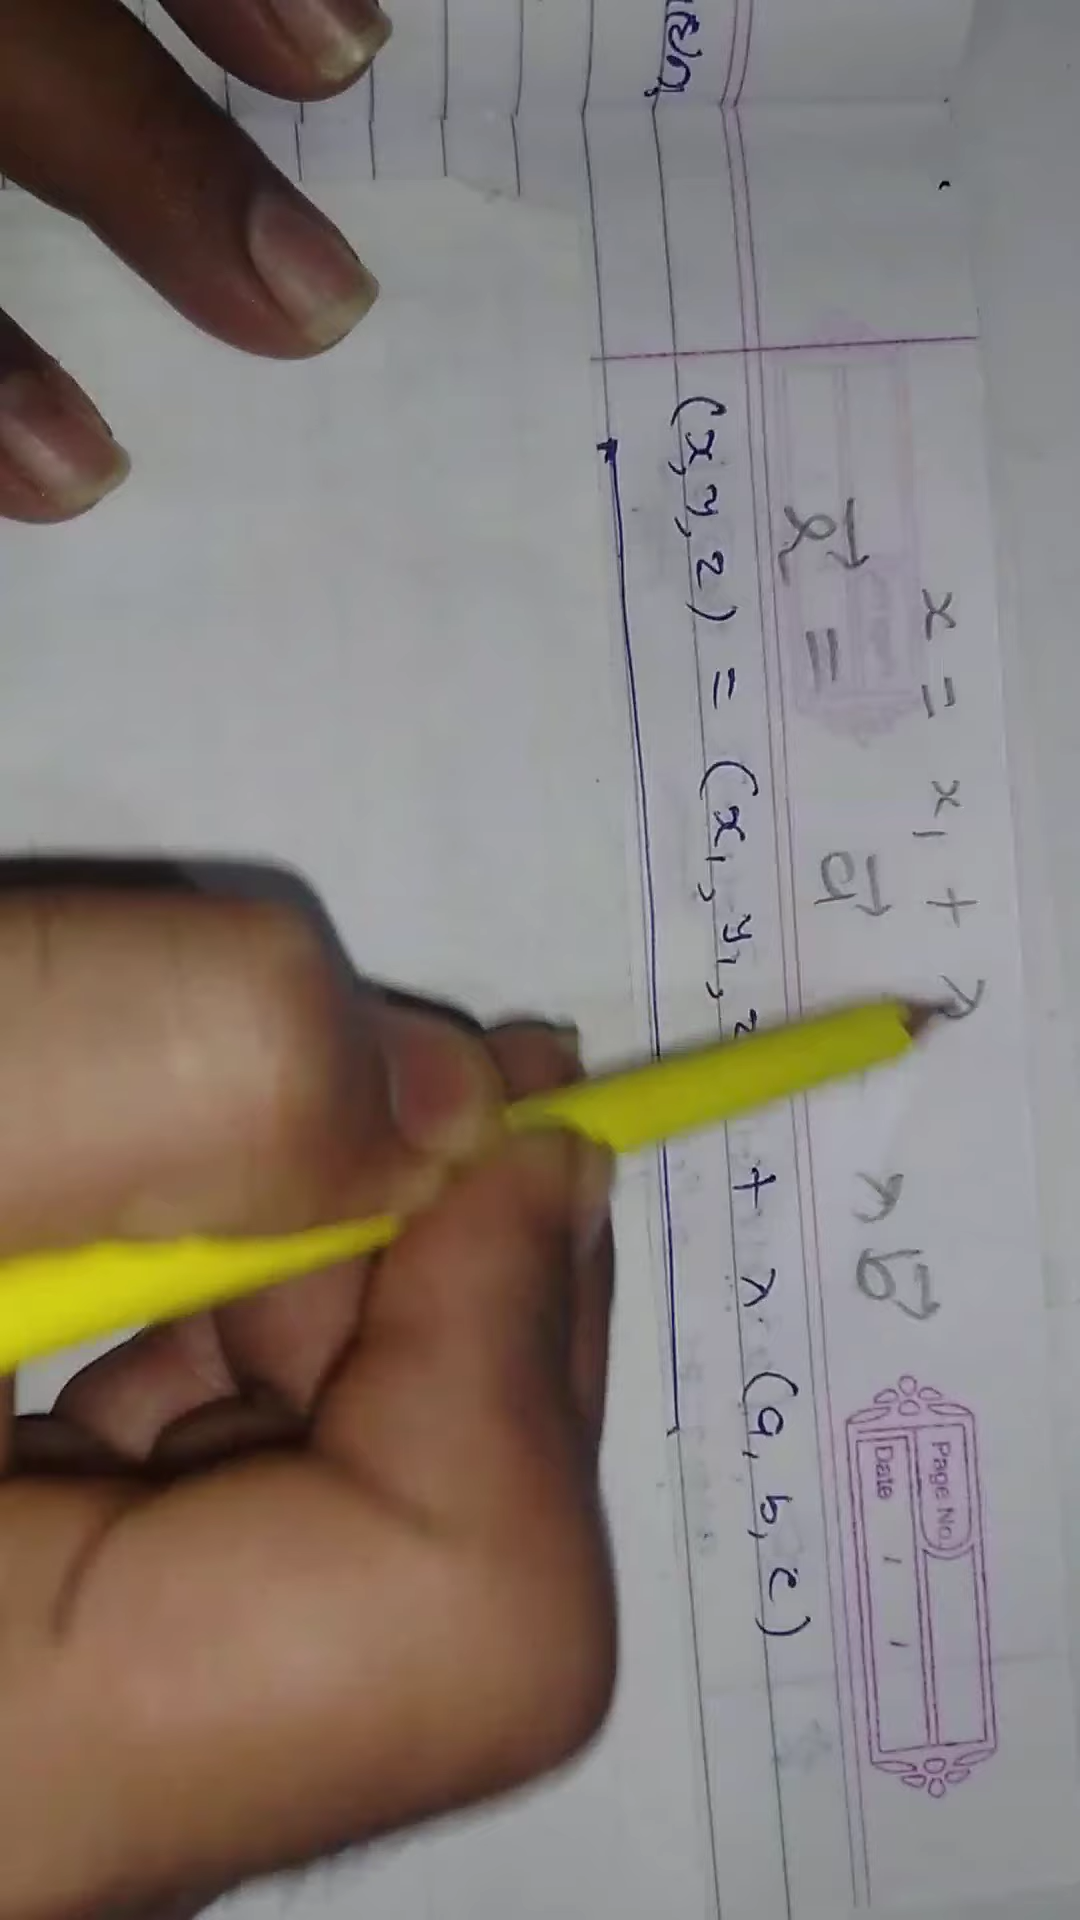 x = x₁ + λ
Page No.
r⃗ = a⃗ λ b⃗
Date / /
(x, y, z) = (x₁, y₁, z + λ (a, b, c)